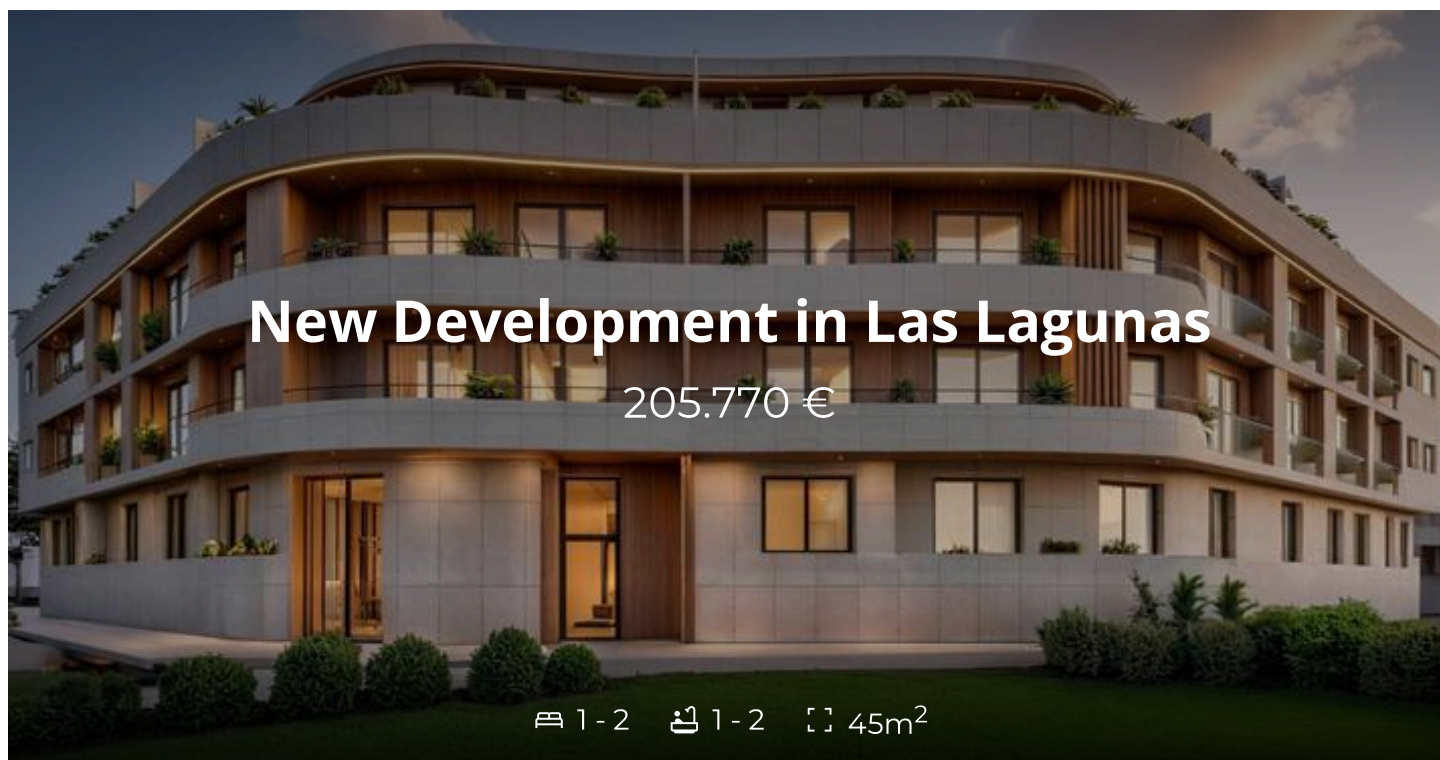 New Development in Las Lagunas
205.770 €
1 - 2 1 - 2 45m²